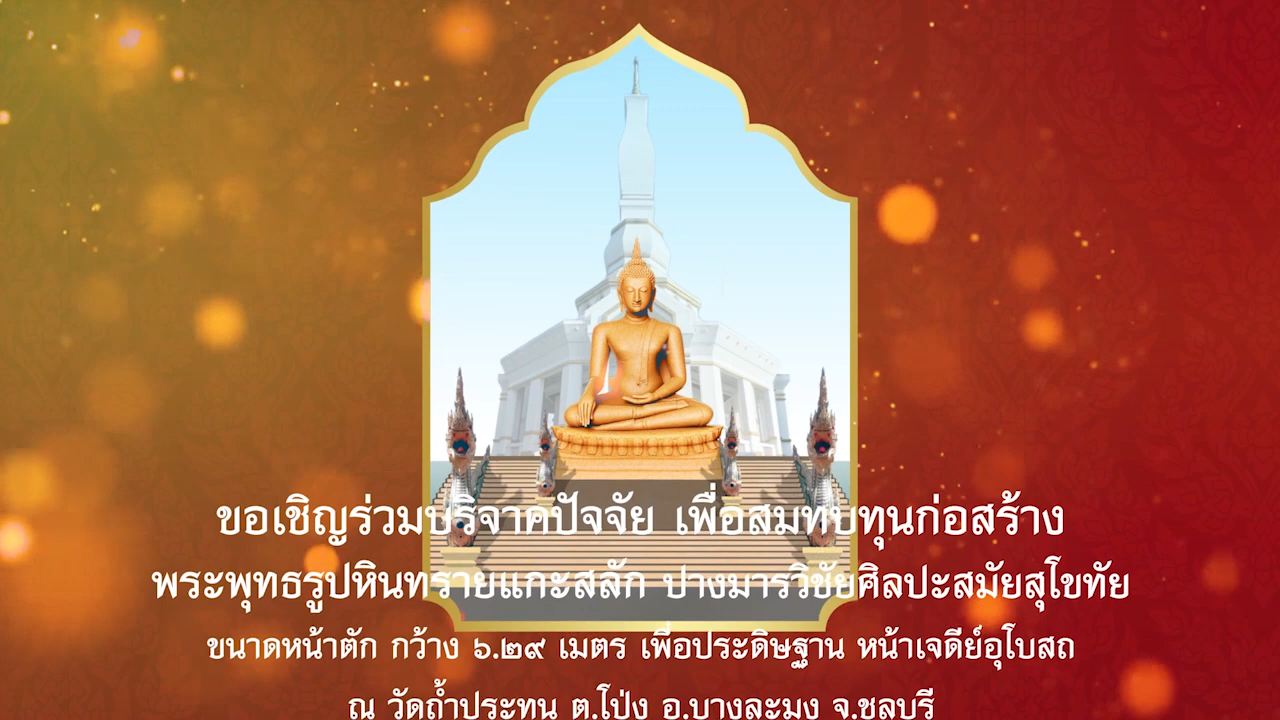 ขอเชิญร่วมบริจาคปัจจัย เพื่อสมทบทุนก่อสร้าง
พระพุทธรูปหินทรายแกะสลัก ปางมารวิชัยศิลปะสมัยสุโขทัย
ขนาดหน้าตัก กว้าง ๖.๒๙ เมตร เพื่อประดิษฐาน หน้าเจดีย์อุโบสถ
ณ วัดถ้ำประทุน ต.โป่ง อ.บางละมุง จ.ชลบุรี